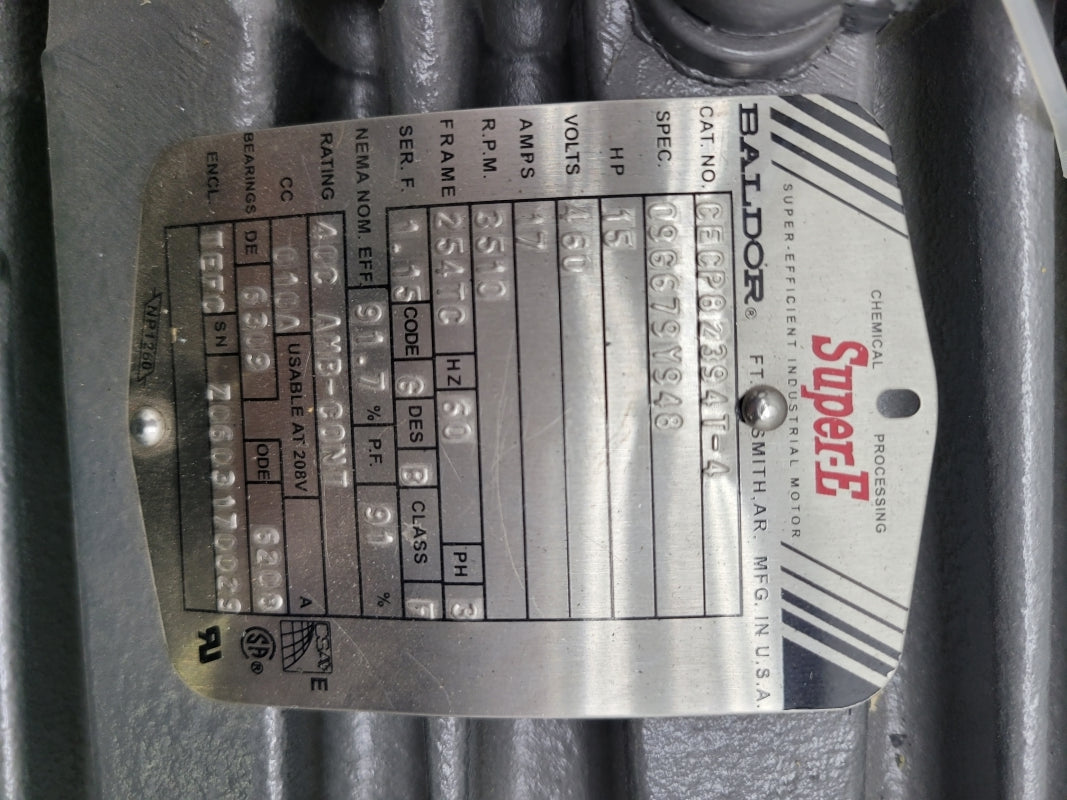 CHEMICAL PROCESSING
Super-E
SUPER-EFFICIENT INDUSTRIAL MOTOR
BALDOR® FT. SMITH, AR. MFG. IN U.S.A.
CAT. NO. CECP82394T-4
SPEC. 09G679Y948
HP 15
VOLTS 460
AMPS 17
R.P.M. 3510
FRAME 254TC HZ 60 PH 3
SER. F. 1.15 CODE G DES B CLASS F
NEMA NOM. EFF. 91.7 % P.F. 91 %
RATING 40C AMB-CONT
CC 010A USABLE AT 208V A
BEARINGS DE 6309 ODE 6208
ENCL. TEFC SN
NP1260
CSA E
SA®